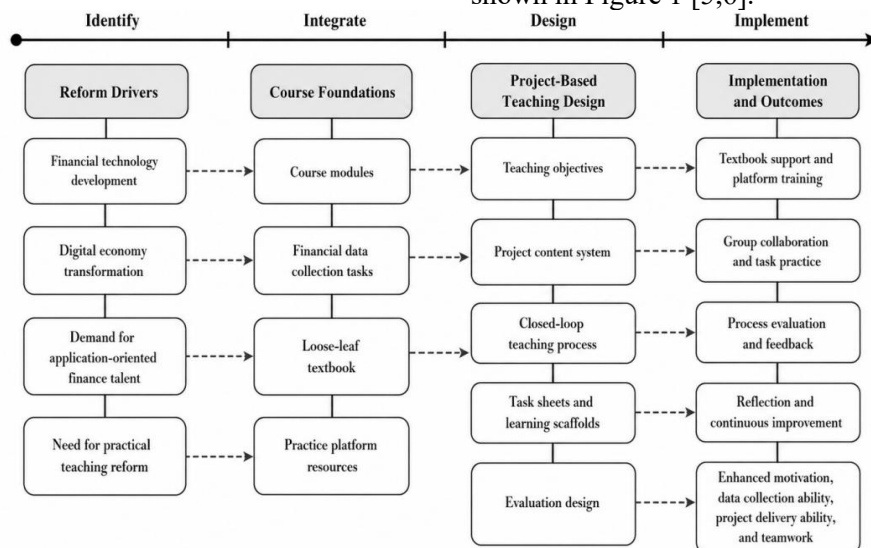 shown in Figure 1 [5,6].
Identify
Integrate
Design
Implement
Reform Drivers
Course Foundations
Project-Based
Teaching Design
Implementation
and Outcomes
Financial technology
development
Course modules
Teaching objectives
Textbook support and
platform training
Digital economy
transformation
Financial data
collection tasks
Project content system
Group collaboration
and task practice
Demand for
application-oriented
finance talent
Loose-leaf
textbook
Closed-loop
teaching process
Process evaluation
and feedback
Need for practical
teaching reform
Practice platform
resources
Task sheets and
learning scaffolds
Reflection and
continuous improvement
Evaluation design
Enhanced motivation,
data collection ability,
project delivery ability,
and teamwork